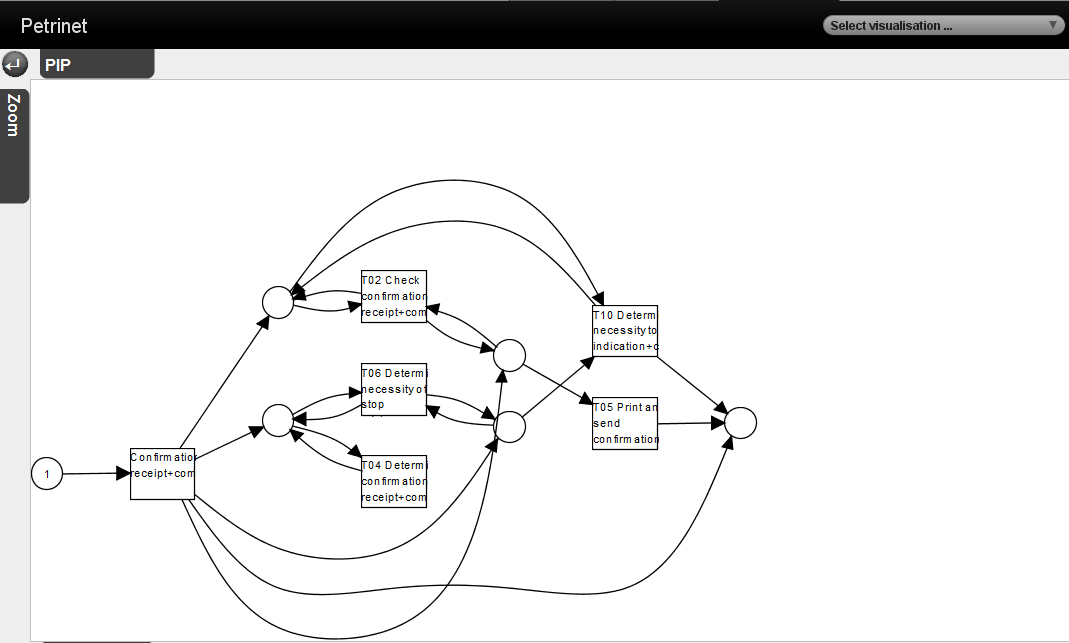 Petrinet
Select visualisation ...
PIP
Zoom
T02 Check
confirmation
receipt+com
T10 Determi
necessity to
indication+c
T06 Determi
necessity of
stop
T05 Print an
send
confirmation
Confirmation
receipt+com
1
T04 Determi
confirmation
receipt+com